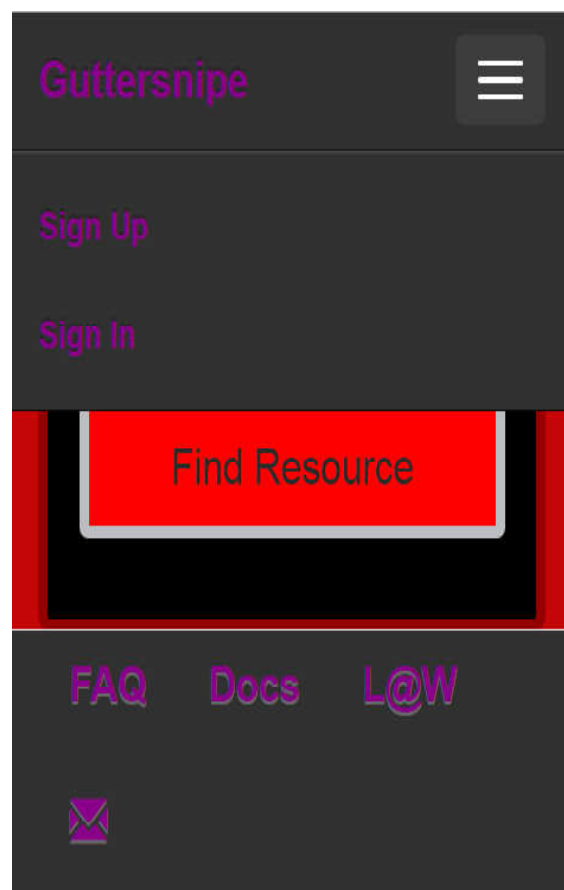 Guttersnipe
Sign Up
Sign In
Find Resource
FAQ Docs L@W